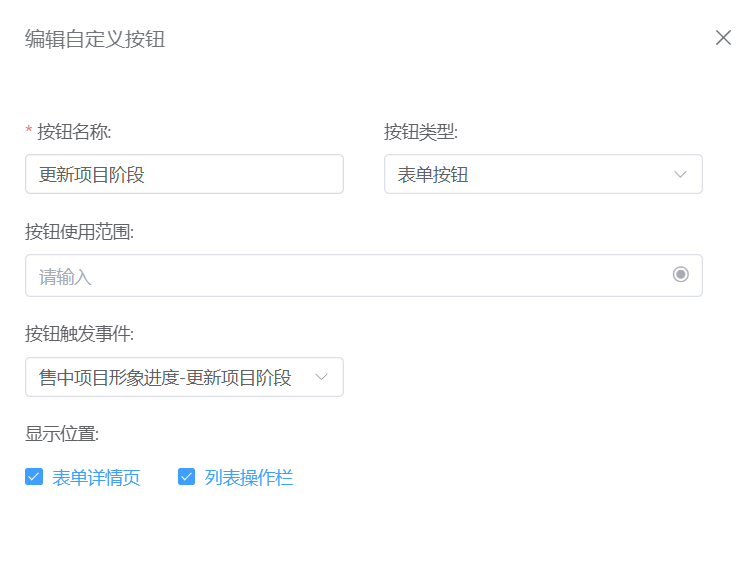 编辑自定义按钮
* 按钮名称:
按钮类型:
更新项目阶段
表单按钮
按钮使用范围:
请输入
按钮触发事件:
售中项目形象进度-更新项目阶段
显示位置:
表单详情页
列表操作栏